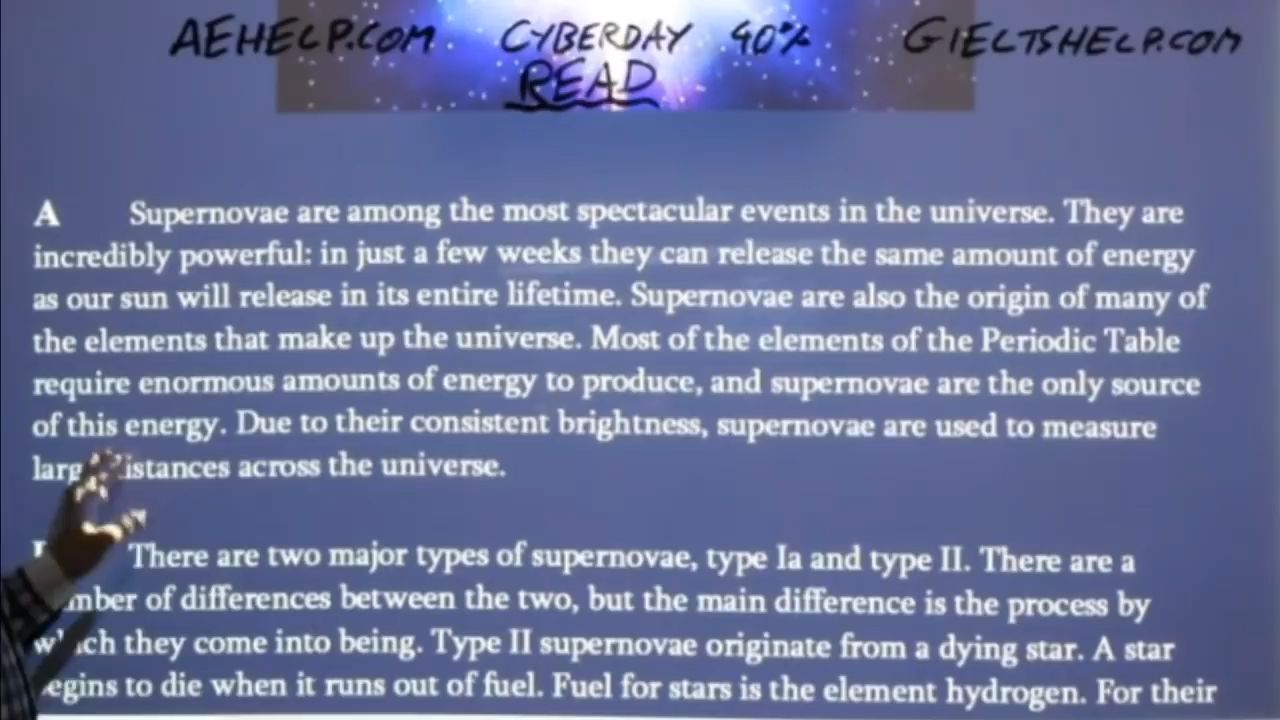 AEHELP.COM CYBERDAY 40% GIELTSHELP.COM
READ
A Supernovae are among the most spectacular events in the universe. They are
incredibly powerful: in just a few weeks they can release the same amount of energy
as our sun will release in its entire lifetime. Supernovae are also the origin of many of
the elements that make up the universe. Most of the elements of the Periodic Table
require enormous amounts of energy to produce, and supernovae are the only source
of this energy. Due to their consistent brightness, supernovae are used to measure
across the universe.
There are two major types of supernovae, type Ia and type II. There are a
of differences between the two, but the main difference is the process by
they come into being. Type II supernovae originate from a dying star. A star
to die when it runs out of fuel. Fuel for stars is the element hydrogen. For their